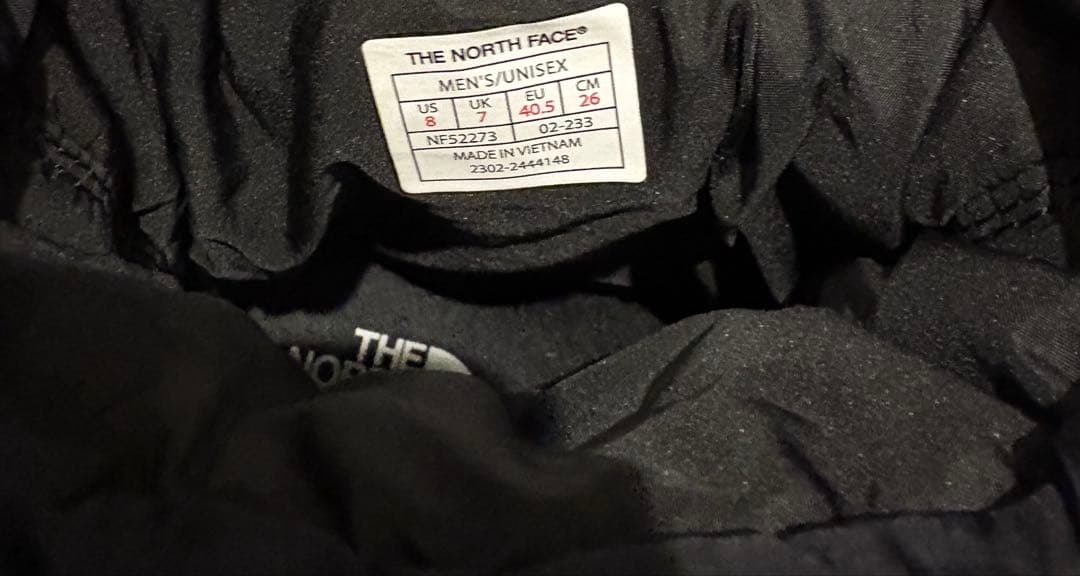 THE NORTH FACE®
MEN'S/UNISEX
US UK EU CM
8 7 40.5 26
NF52273 02-233
MADE IN VIETNAM
2302-2444148
THE
NOR